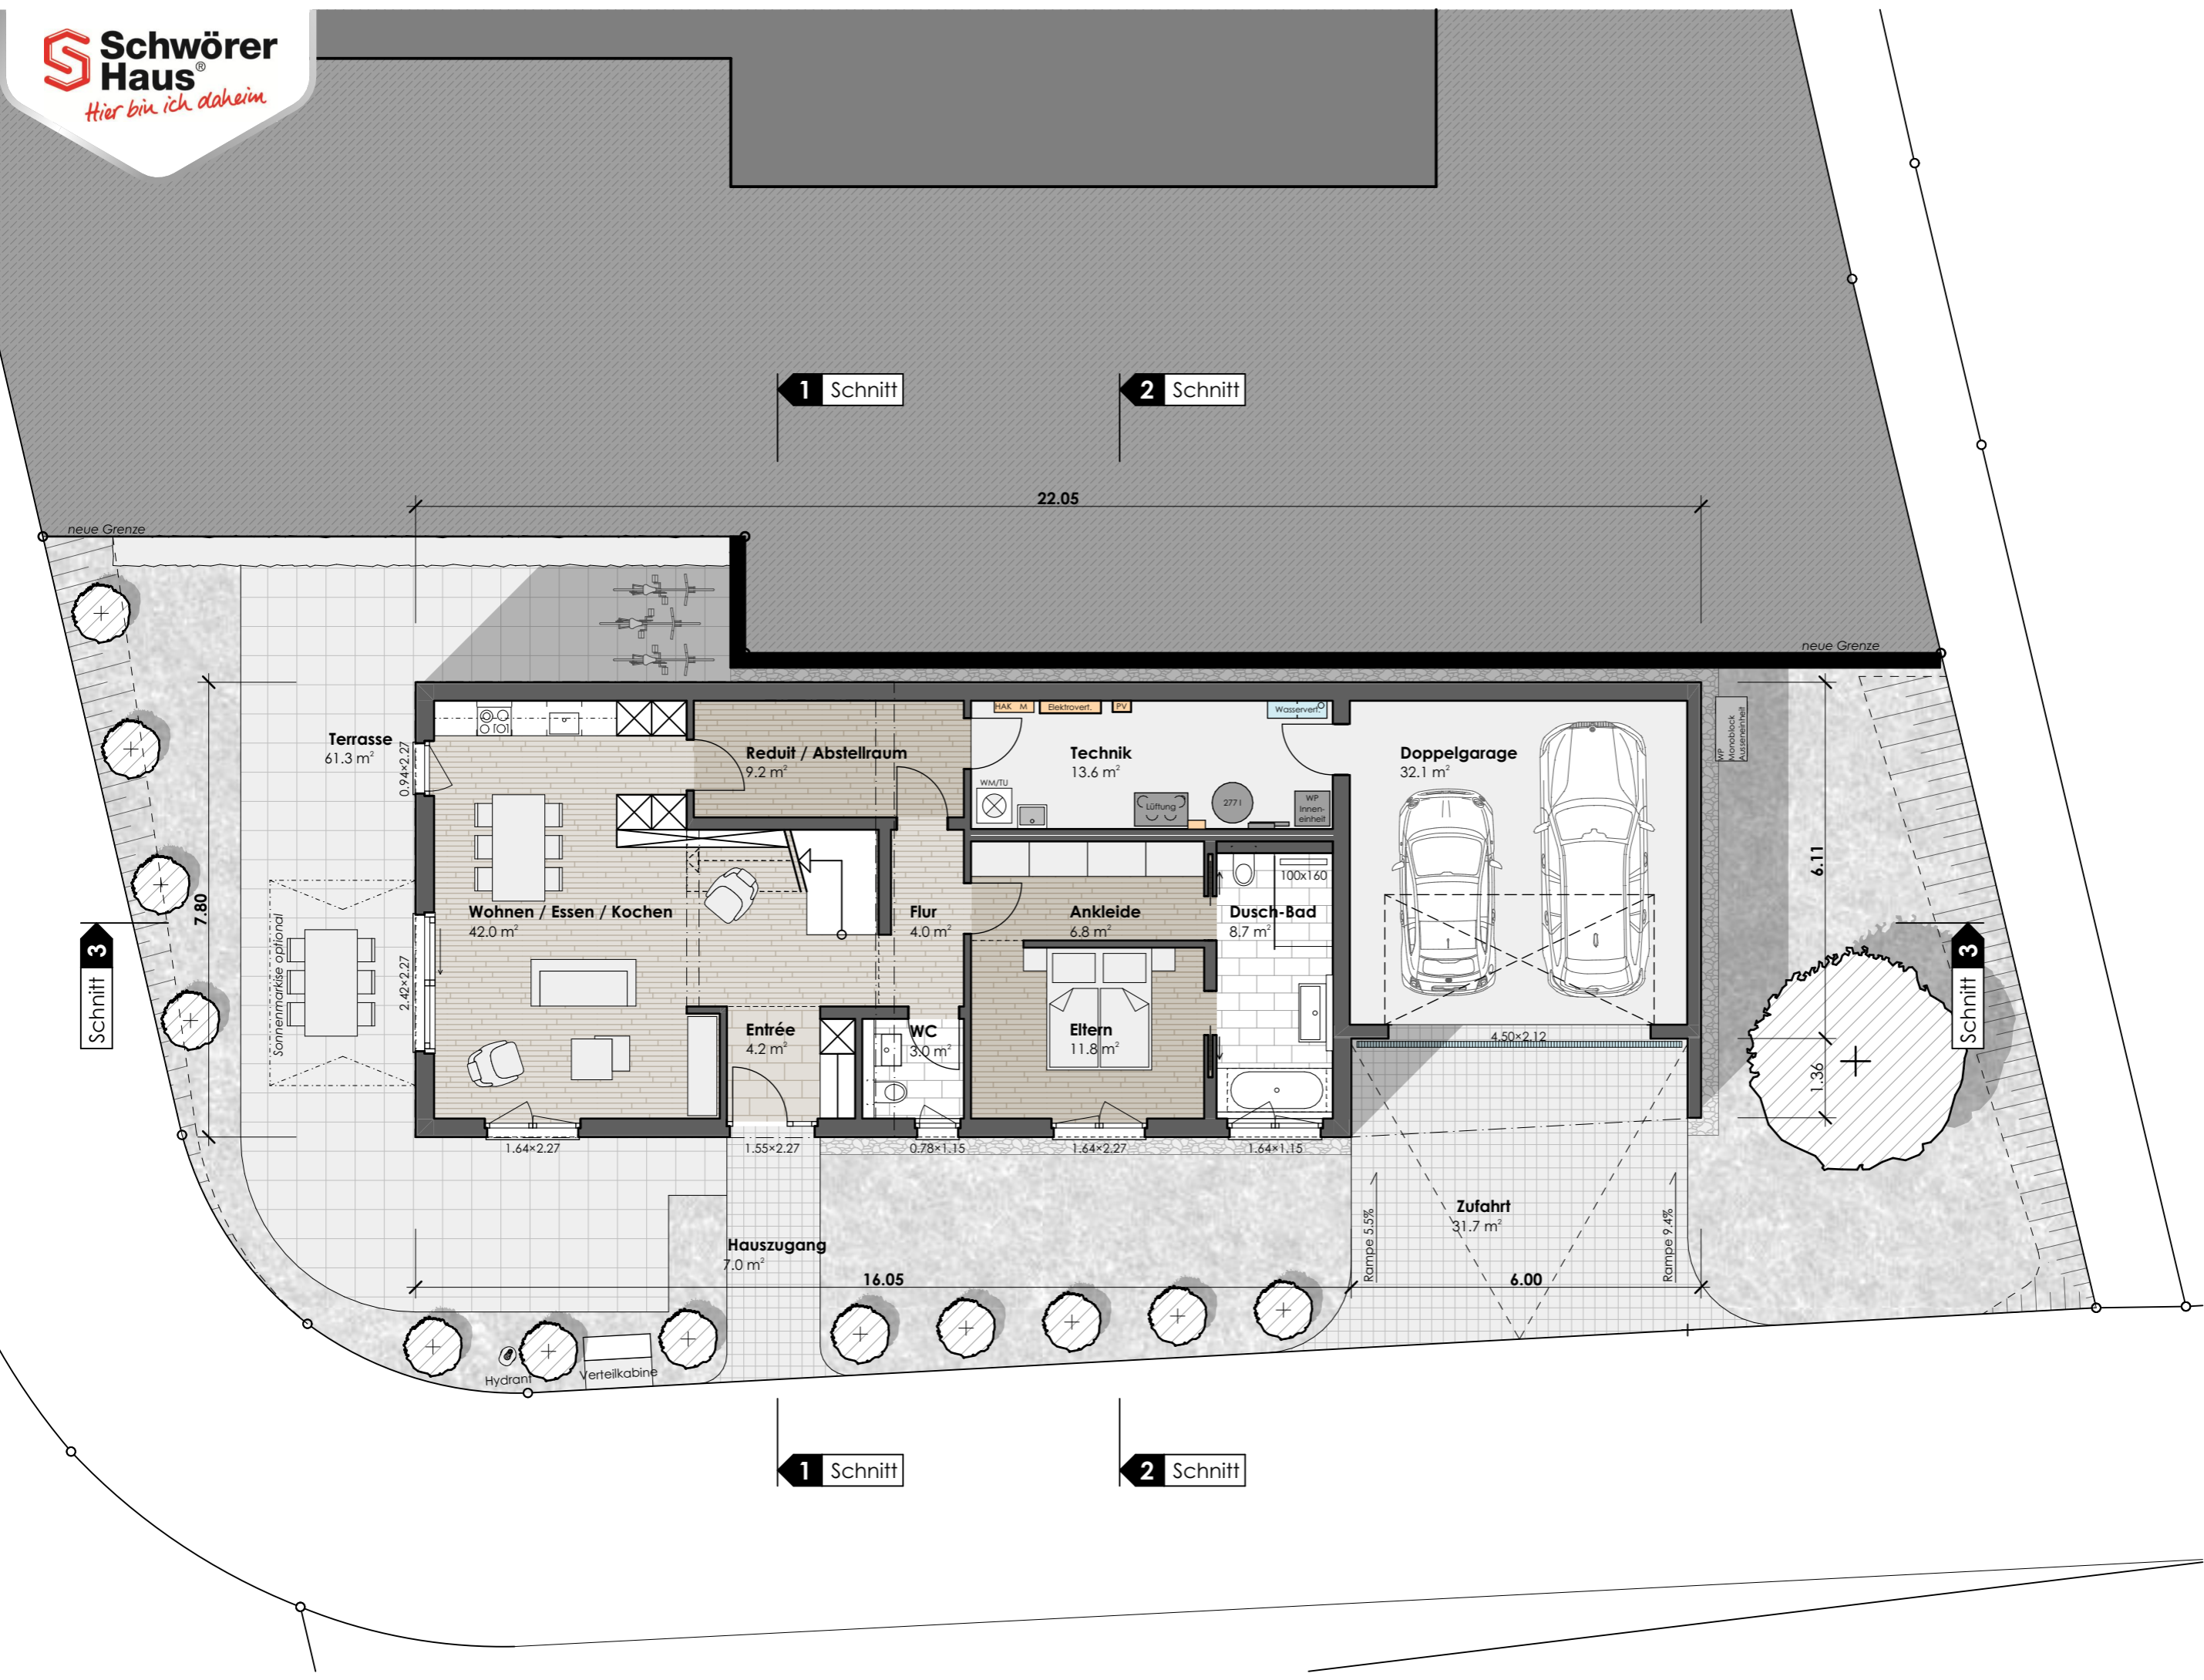 Schwörer
Haus®
Hier bin ich daheim
1 Schnitt
2 Schnitt
22.05
neue Grenze
neue Grenze
HAK M
Elektrovert.
PV
Wasservert.
Terrasse
61.3 m²
0.94×2.27
Reduit / Abstellraum
9.2 m²
Technik
13.6 m²
Doppelgarage
32.1 m²
WP
Monoblock
Ausseneinheit
WM/TU
Lüftung
277 l
WP
Innen-
einheit
100x160
6.11
7.80
Wohnen / Essen / Kochen
42.0 m²
Flur
4.0 m²
Ankleide
6.8 m²
Dusch-Bad
8.7 m²
Schnitt 3
Sonnenmarkise optional
2.42×2.27
Schnitt 3
Entrée
4.2 m²
WC
3.0 m²
Eltern
11.8 m²
4.50×2.12
1.36
1.64×2.27
1.55×2.27
0.78×1.15
1.64×2.27
1.64×1.15
Zufahrt
31.7 m²
Rampe 5.5%
Rampe 9.4%
Hauszugang
7.0 m²
16.05
6.00
Hydrant
Verteilkabine
1 Schnitt
2 Schnitt